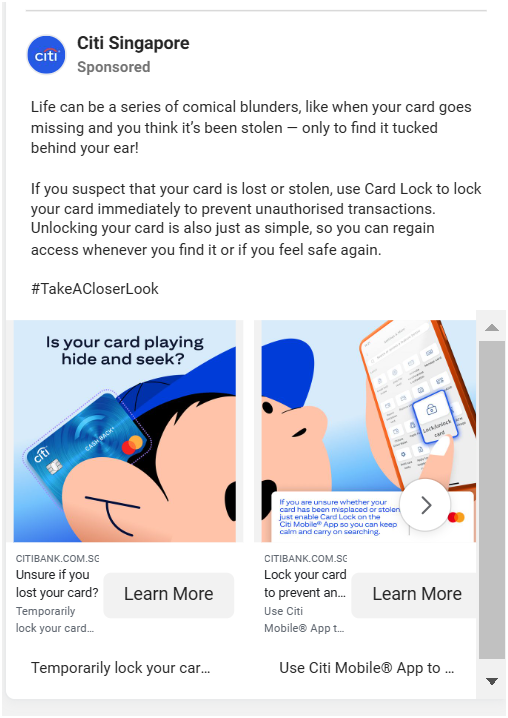 citi
Citi Singapore
Sponsored
Life can be a series of comical blunders, like when your card goes
missing and you think it’s been stolen — only to find it tucked
behind your ear!
If you suspect that your card is lost or stolen, use Card Lock to lock
your card immediately to prevent unauthorised transactions.
Unlocking your card is also just as simple, so you can regain
access whenever you find it or if you feel safe again.
#TakeACloserLook
Is your card playing
hide and seek?
citi
CASH BACK+
Lock/Unlock
card
If you are unsure whether your
card has been misplaced or stolen
just enable Card Lock on the
Citi Mobile® App so you can keep
calm and carry on searching.
CITIBANK.COM.SG
Unsure if you
lost your card?
Temporarily
lock your card...
Learn More
CITIBANK.COM.SG
Lock your card
to prevent an...
Use Citi
Mobile® App t...
Learn More
Temporarily lock your car...
Use Citi Mobile® App to ...